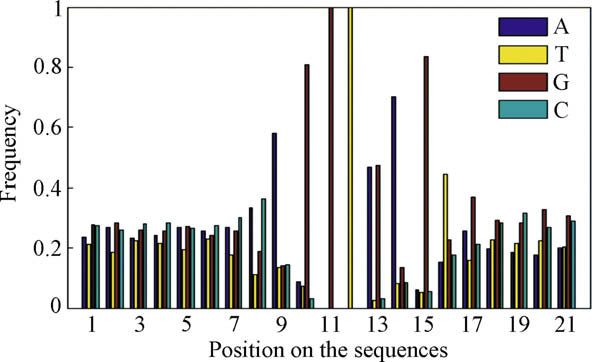 1
0.8
0.6
0.4
0.2
0
Frequency
A
T
G
C
1 3 5 7 9 11 13 15 17 19 21
Position on the sequences